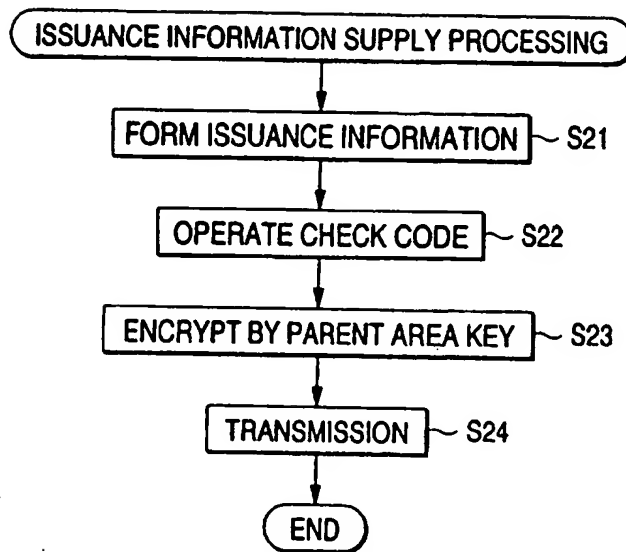 ISSUANCE INFORMATION SUPPLY PROCESSING
FORM ISSUANCE INFORMATION ~ S21
OPERATE CHECK CODE ~ S22
ENCRYPT BY PARENT AREA KEY ~ S23
TRANSMISSION ~ S24
END